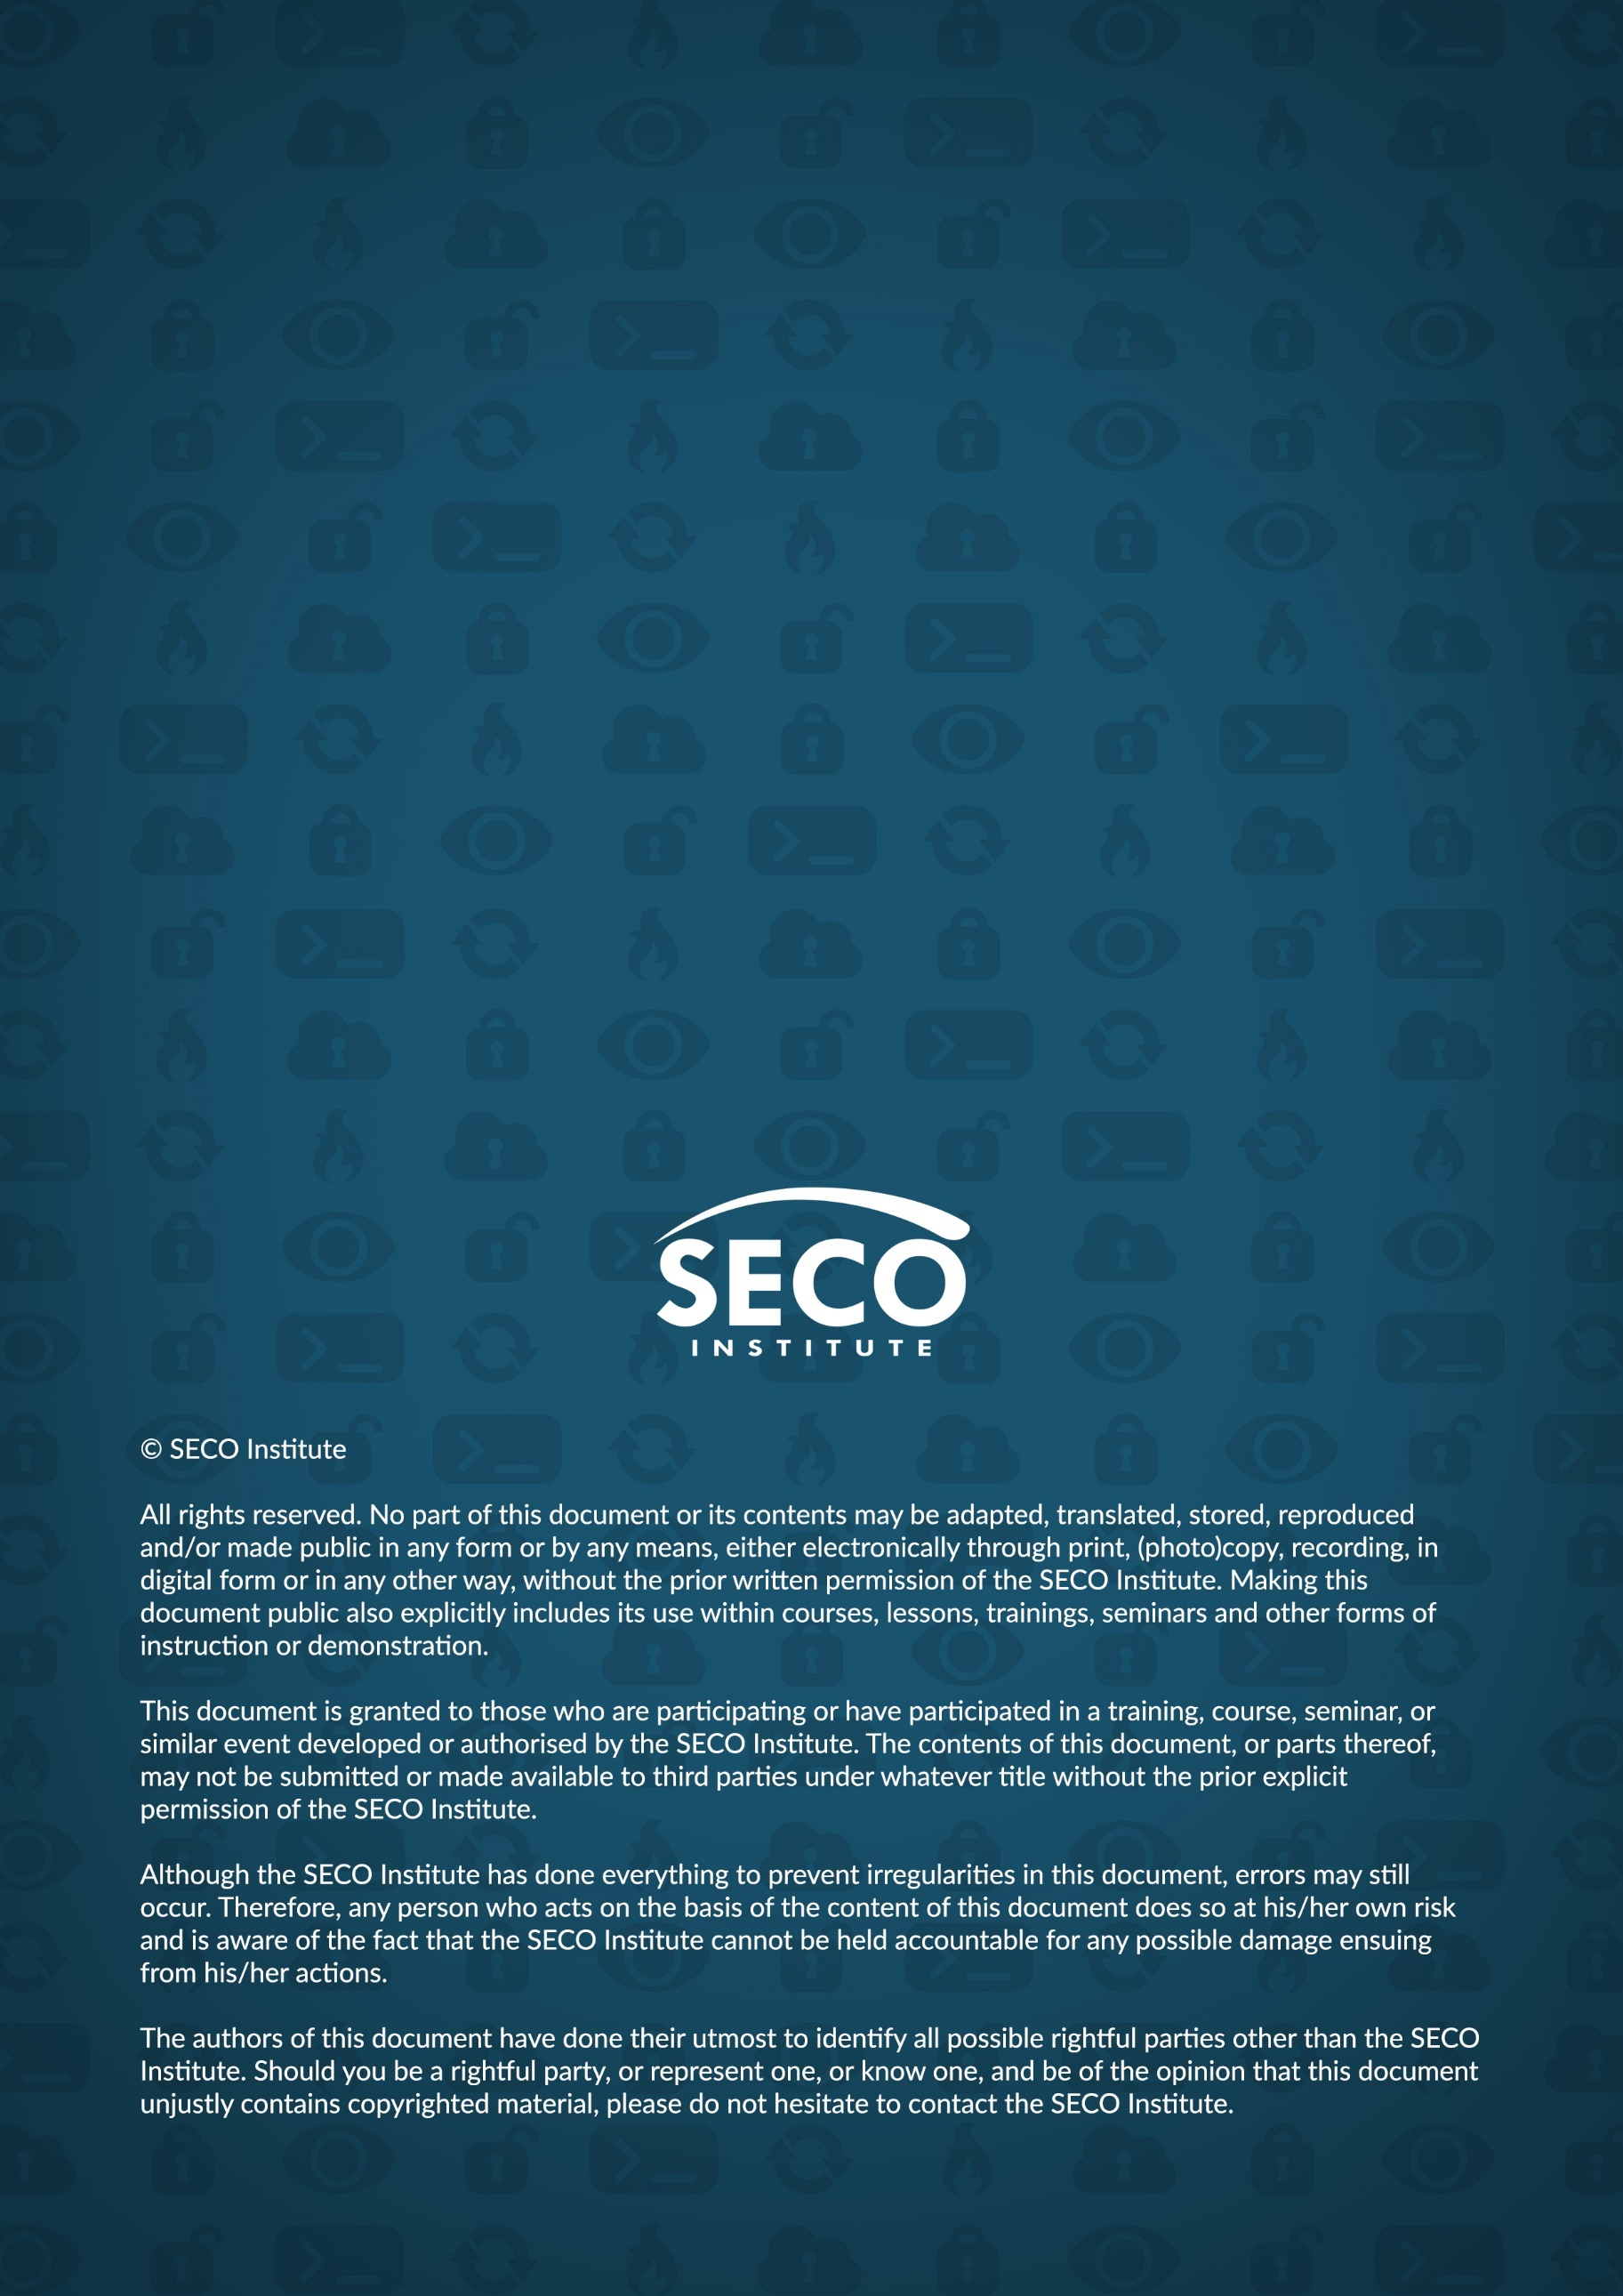 SECO
INSTITUTE
© SECO Institute
All rights reserved. No part of this document or its contents may be adapted, translated, stored, reproduced
and/or made public in any form or by any means, either electronically through print, (photo)copy, recording, in
digital form or in any other way, without the prior written permission of the SECO Institute. Making this
document public also explicitly includes its use within courses, lessons, trainings, seminars and other forms of
instruction or demonstration.
This document is granted to those who are participating or have participated in a training, course, seminar, or
similar event developed or authorised by the SECO Institute. The contents of this document, or parts thereof,
may not be submitted or made available to third parties under whatever title without the prior explicit
permission of the SECO Institute.
Although the SECO Institute has done everything to prevent irregularities in this document, errors may still
occur. Therefore, any person who acts on the basis of the content of this document does so at his/her own risk
and is aware of the fact that the SECO Institute cannot be held accountable for any possible damage ensuing
from his/her actions.
The authors of this document have done their utmost to identify all possible rightful parties other than the SECO
Institute. Should you be a rightful party, or represent one, or know one, and be of the opinion that this document
unjustly contains copyrighted material, please do not hesitate to contact the SECO Institute.